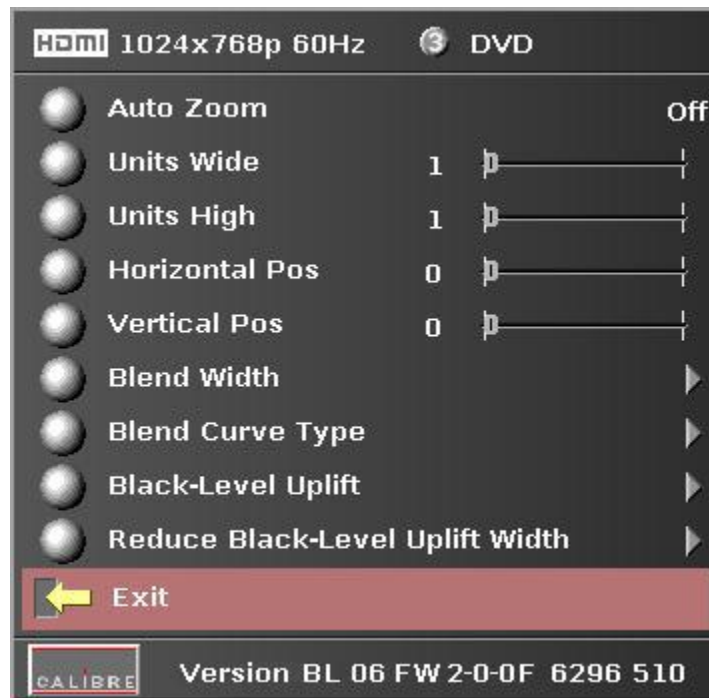 HDMI 1024x768p 60Hz 3 DVD
Auto Zoom Off
Units Wide 1
Units High 1
Horizontal Pos 0
Vertical Pos 0
Blend Width
Blend Curve Type
Black-Level Uplift
Reduce Black-Level Uplift Width
Exit
CALIBRE Version BL 06 FW 2-0-0F 6296 510